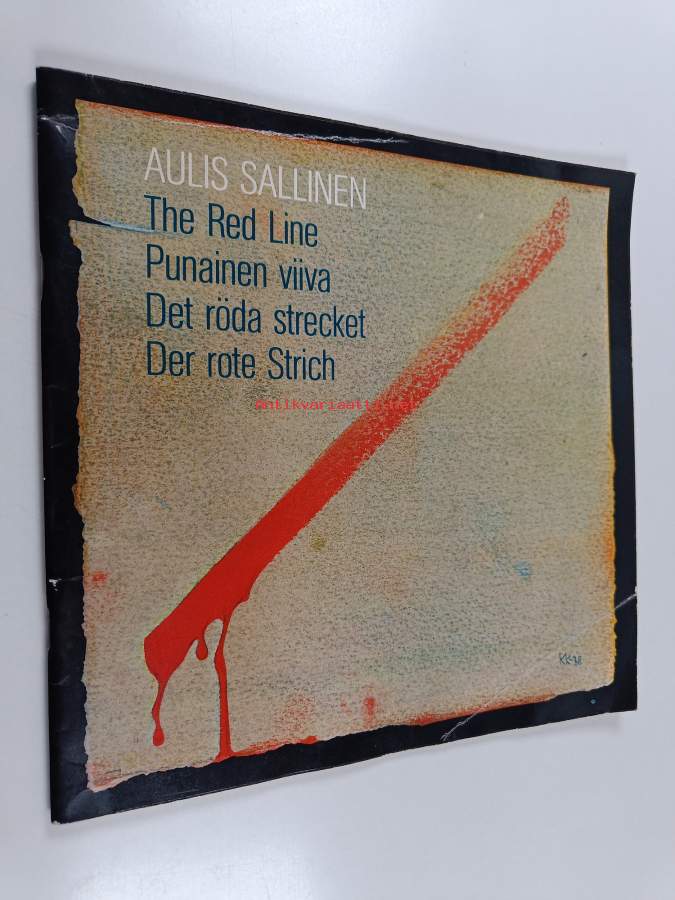 AULIS SALLINEN
The Red Line
Punainen viiva
Det röda strecket
Der rote Strich
Antikvariaatti.net